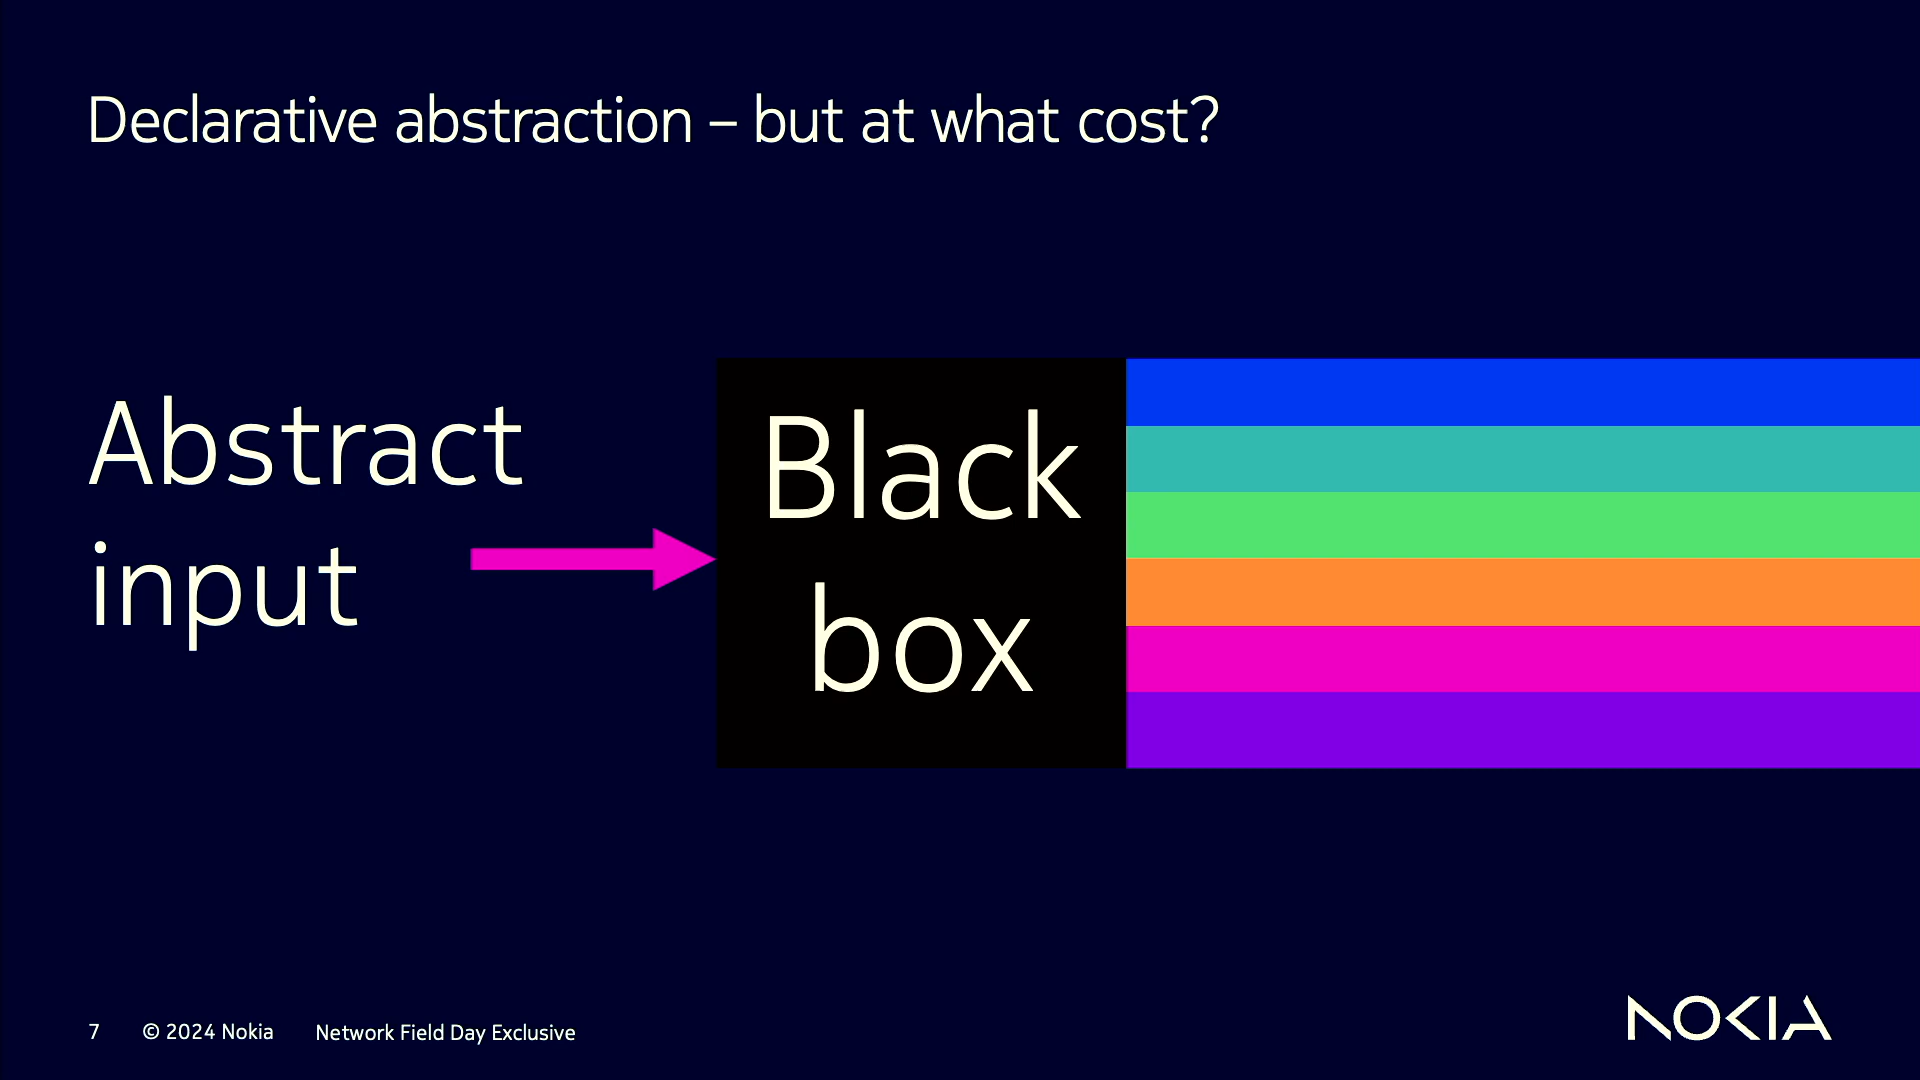 Declarative abstraction – but at what cost?
Abstract
input
Black
box
7 © 2024 Nokia Network Field Day Exclusive
NOKIA